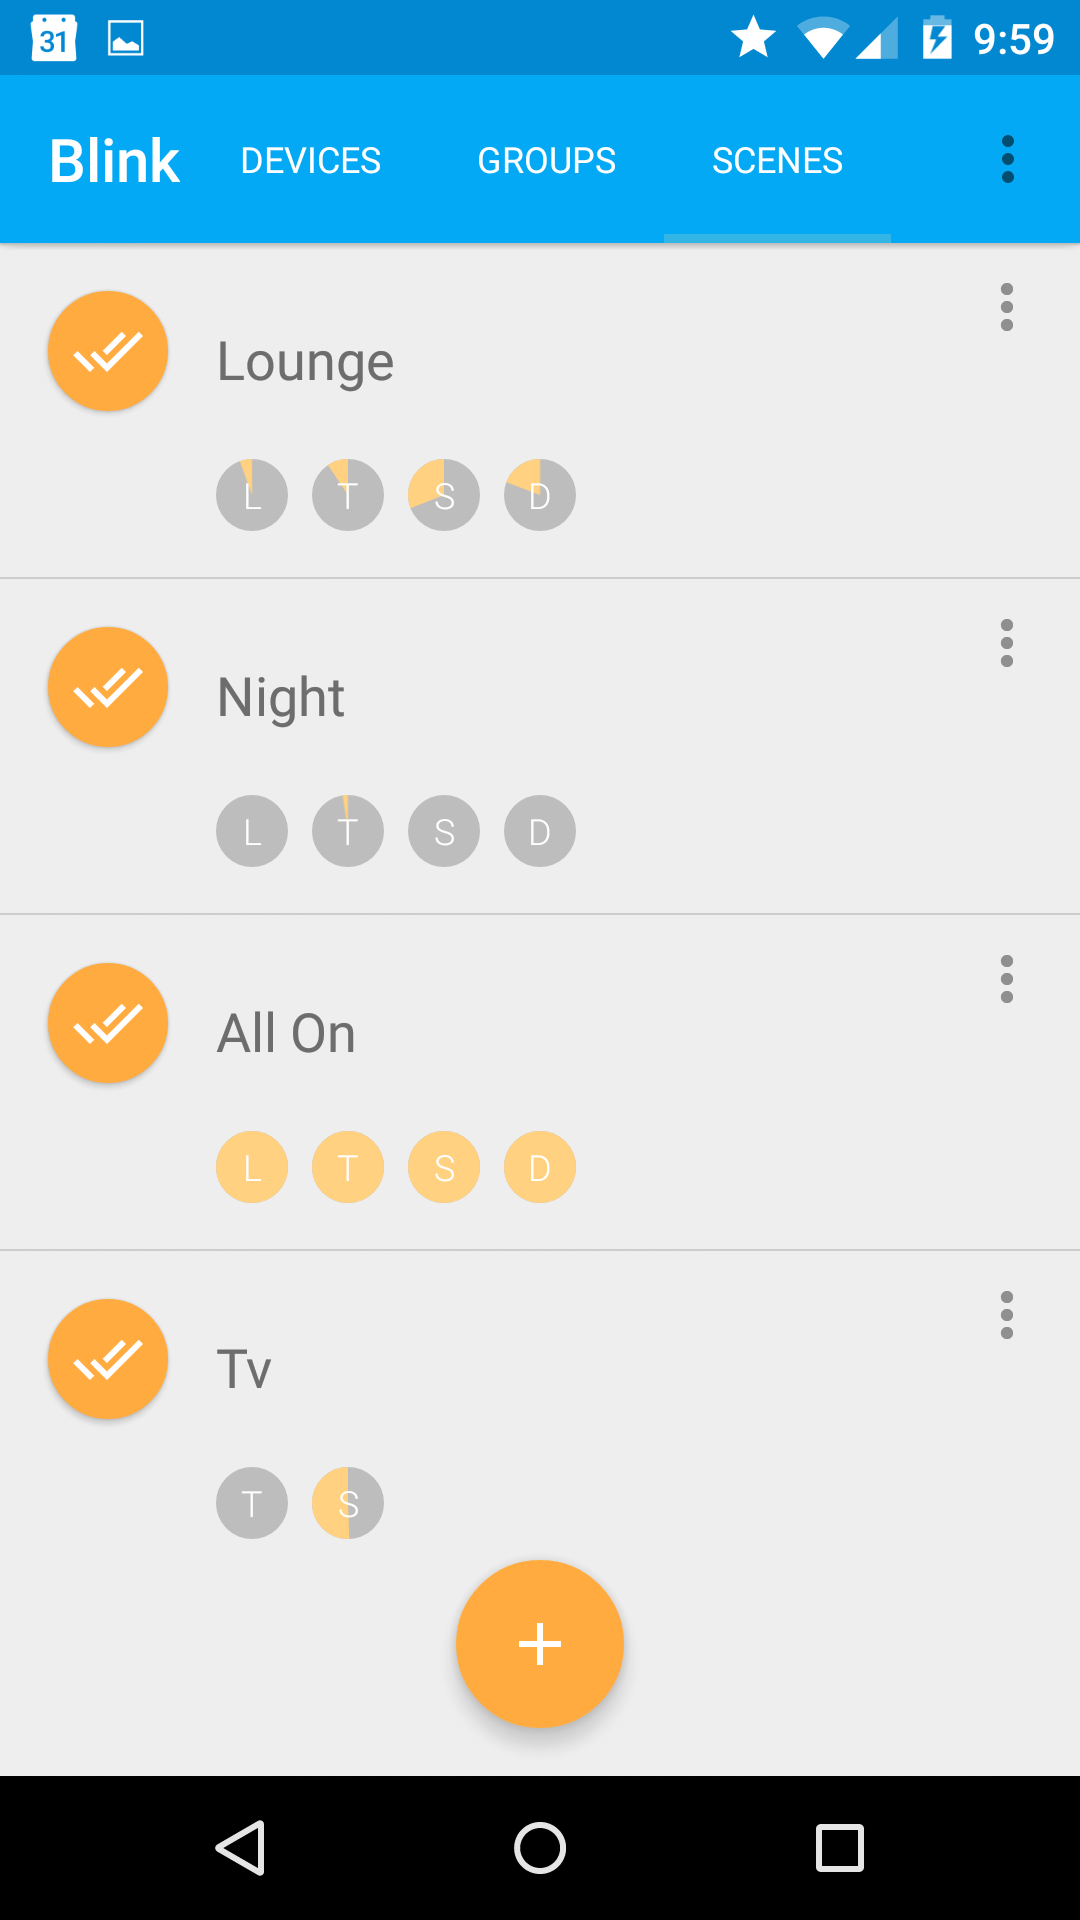 31 9:59
Blink DEVICES GROUPS SCENES
Lounge
L T S D
Night
L T S D
All On
L T S D
Tv
T S